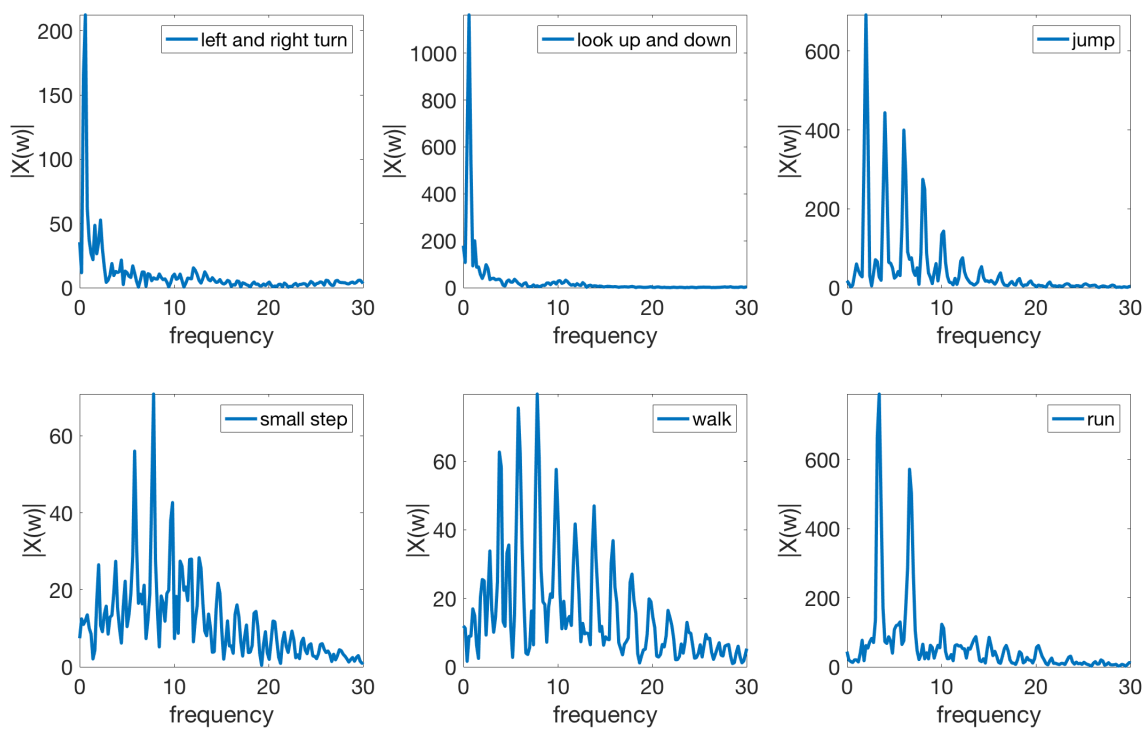 left and right turn
|X(w)|
200
150
100
50
0
0 10 20 30
frequency
look up and down
|X(w)|
1000
800
600
400
200
0
0 10 20 30
frequency
jump
|X(w)|
600
400
200
0
0 10 20 30
frequency
small step
|X(w)|
60
40
20
0
0 10 20 30
frequency
walk
|X(w)|
60
40
20
0
0 10 20 30
frequency
run
|X(w)|
600
400
200
0
0 10 20 30
frequency